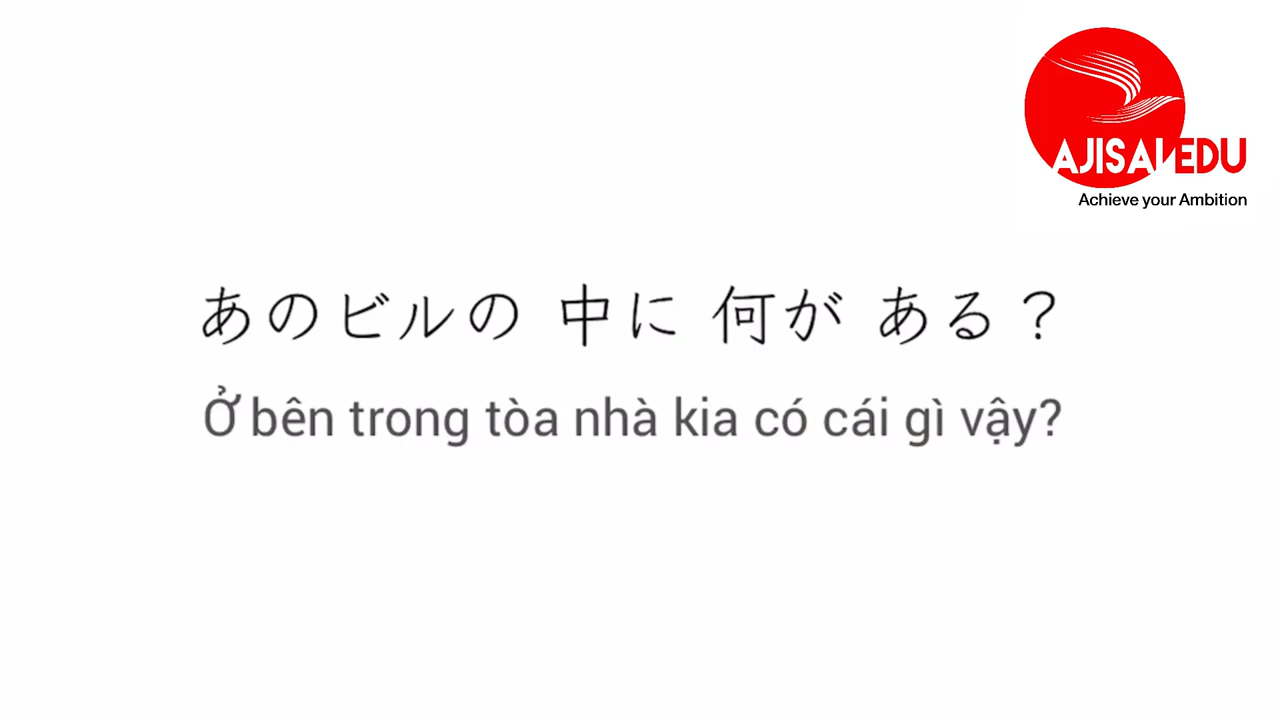 AJISAI EDU
Achieve your Ambition
あのビルの 中に 何が ある？
Ở bên trong tòa nhà kia có cái gì vậy?